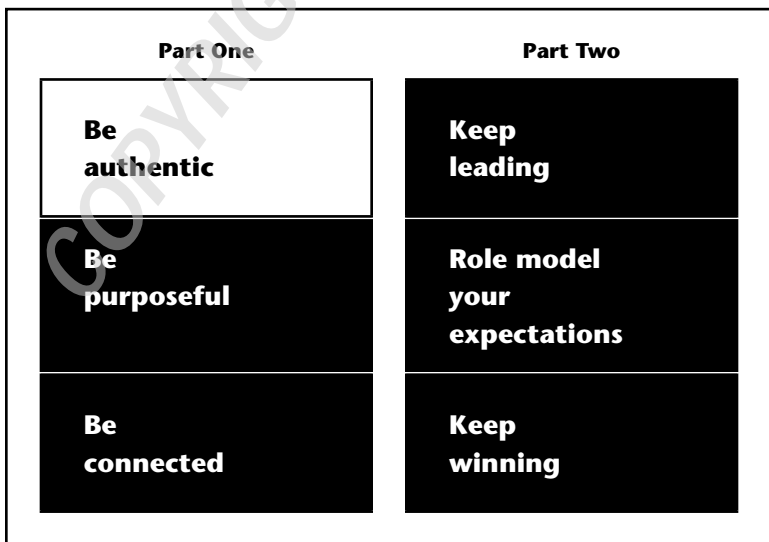 Part One
Be
authentic
Be
purposeful
Be
connected
Part Two
Keep
leading
Role model
your
expectations
Keep
winning